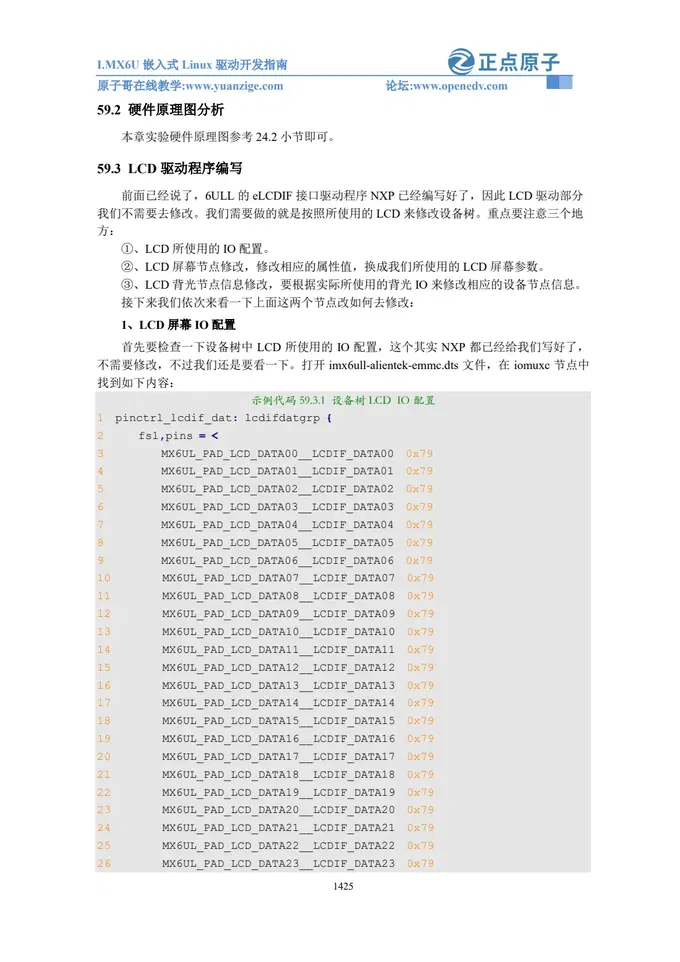 I.MX6U 嵌入式 Linux 驱动开发指南
正点原子
原子哥在线教学:www.yuanzige.com 论坛:www.openedv.com
59.2 硬件原理图分析
本章实验硬件原理图参考 24.2 小节即可。
59.3 LCD 驱动程序编写
前面已经说了，6ULL 的 eLCDIF 接口驱动程序 NXP 已经编写好了，因此 LCD 驱动部分
我们不需要去修改。我们需要做的就是按照所使用的 LCD 来修改设备树。重点要注意三个地
方：
①、LCD 所使用的 IO 配置。
②、LCD 屏幕节点修改，修改相应的属性值，换成我们所使用的 LCD 屏幕参数。
③、LCD 背光节点信息修改，要根据实际所使用的背光 IO 来修改相应的设备节点信息。
接下来我们依次来看一下上面这两个节点改如何去修改：
1、LCD 屏幕 IO 配置
首先要检查一下设备树中 LCD 所使用的 IO 配置，这个其实 NXP 都已经给我们写好了，
不需要修改，不过我们还是要看一下。打开 imx6ull-alientek-emmc.dts 文件，在 iomuxc 节点中
找到如下内容：
示例代码 59.3.1 设备树 LCD IO 配置
1 pinctrl_lcdif_dat: lcdifdatgrp {
2 fsl,pins = <
3 MX6UL_PAD_LCD_DATA00__LCDIF_DATA00 0x79
4 MX6UL_PAD_LCD_DATA01__LCDIF_DATA01 0x79
5 MX6UL_PAD_LCD_DATA02__LCDIF_DATA02 0x79
6 MX6UL_PAD_LCD_DATA03__LCDIF_DATA03 0x79
7 MX6UL_PAD_LCD_DATA04__LCDIF_DATA04 0x79
8 MX6UL_PAD_LCD_DATA05__LCDIF_DATA05 0x79
9 MX6UL_PAD_LCD_DATA06__LCDIF_DATA06 0x79
10 MX6UL_PAD_LCD_DATA07__LCDIF_DATA07 0x79
11 MX6UL_PAD_LCD_DATA08__LCDIF_DATA08 0x79
12 MX6UL_PAD_LCD_DATA09__LCDIF_DATA09 0x79
13 MX6UL_PAD_LCD_DATA10__LCDIF_DATA10 0x79
14 MX6UL_PAD_LCD_DATA11__LCDIF_DATA11 0x79
15 MX6UL_PAD_LCD_DATA12__LCDIF_DATA12 0x79
16 MX6UL_PAD_LCD_DATA13__LCDIF_DATA13 0x79
17 MX6UL_PAD_LCD_DATA14__LCDIF_DATA14 0x79
18 MX6UL_PAD_LCD_DATA15__LCDIF_DATA15 0x79
19 MX6UL_PAD_LCD_DATA16__LCDIF_DATA16 0x79
20 MX6UL_PAD_LCD_DATA17__LCDIF_DATA17 0x79
21 MX6UL_PAD_LCD_DATA18__LCDIF_DATA18 0x79
22 MX6UL_PAD_LCD_DATA19__LCDIF_DATA19 0x79
23 MX6UL_PAD_LCD_DATA20__LCDIF_DATA20 0x79
24 MX6UL_PAD_LCD_DATA21__LCDIF_DATA21 0x79
25 MX6UL_PAD_LCD_DATA22__LCDIF_DATA22 0x79
26 MX6UL_PAD_LCD_DATA23__LCDIF_DATA23 0x79
1425